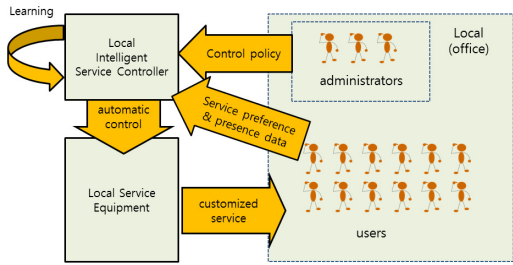 Learning
Local
Intelligent
Service Controller
Control policy
administrators
Local
(office)
automatic
control
Service preference
& presence data
Local Service
Equipment
customized
service
users